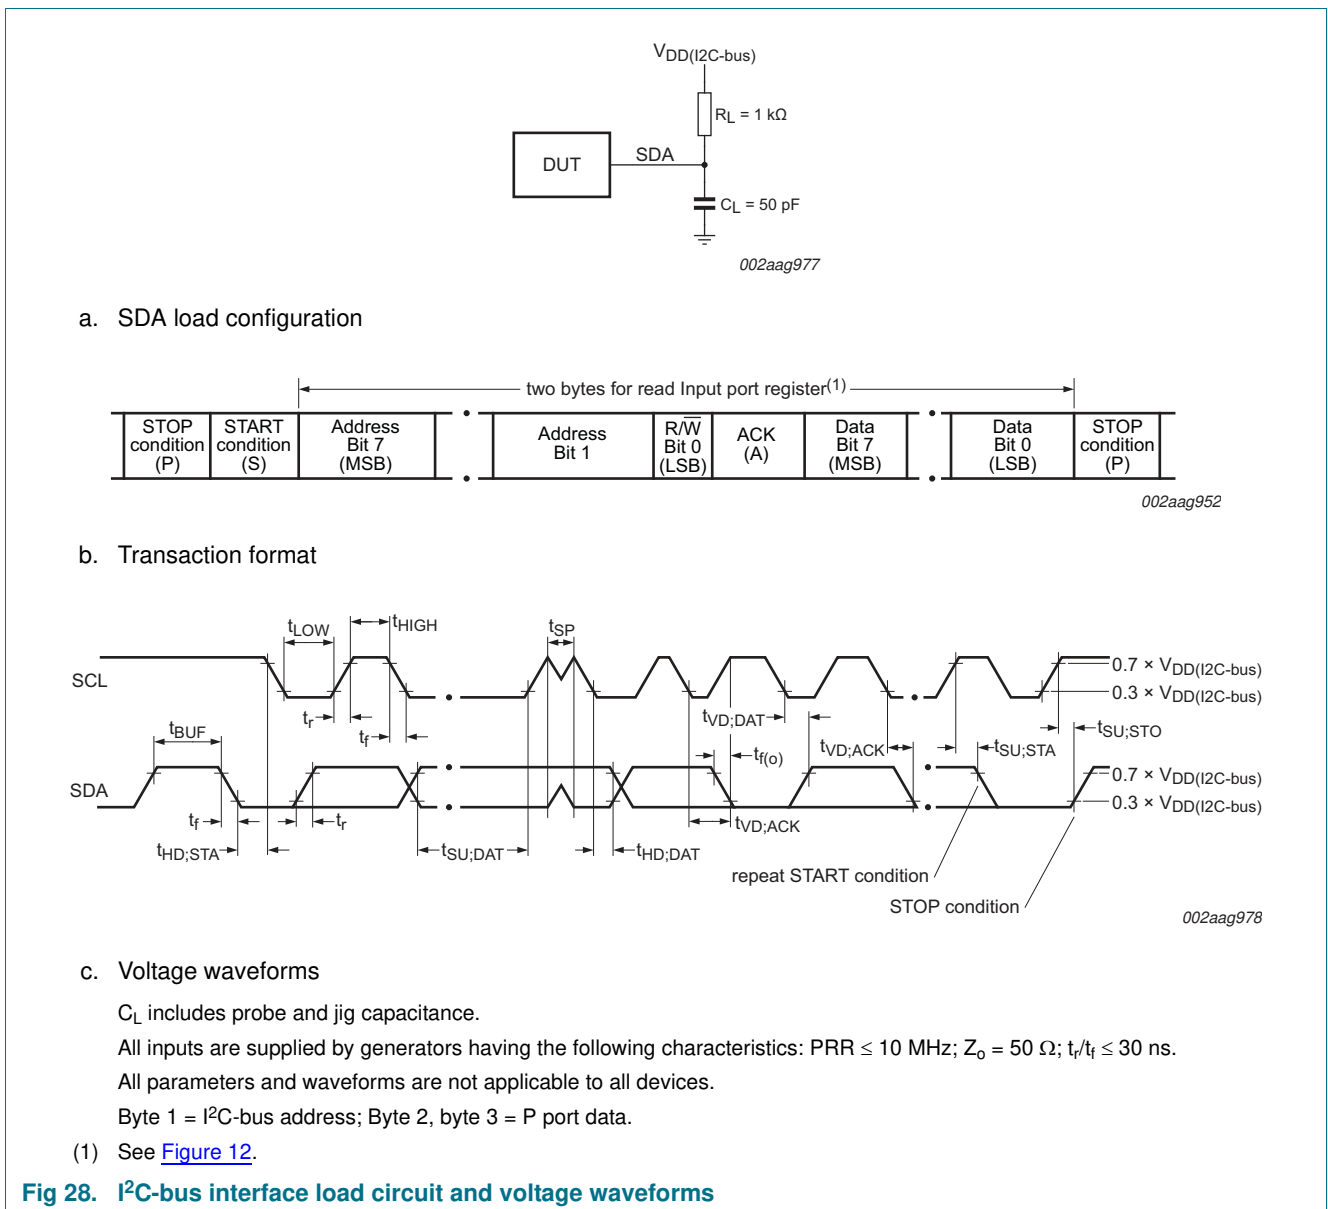 VDD(I2C-bus)
RL = 1 kΩ
DUT
SDA
CL = 50 pF
002aag977
a. SDA load configuration
two bytes for read Input port register(1)
STOP condition (P)
START condition (S)
Address Bit 7 (MSB)
Address Bit 1
R/W̅ Bit 0 (LSB)
ACK (A)
Data Bit 7 (MSB)
Data Bit 0 (LSB)
STOP condition (P)
002aag952
b. Transaction format
tLOW
tHIGH
tSP
SCL
0.7 × VDD(I2C-bus)
0.3 × VDD(I2C-bus)
tr
tf
tBUF
tVD;DAT
tf(o)
tVD;ACK
tSU;STA
tSU;STO
SDA
0.7 × VDD(I2C-bus)
0.3 × VDD(I2C-bus)
tf
tr
tHD;STA
tSU;DAT
tHD;DAT
tVD;ACK
repeat START condition
STOP condition
002aag978
c. Voltage waveforms
CL includes probe and jig capacitance.
All inputs are supplied by generators having the following characteristics: PRR ≤ 10 MHz; Zo = 50 Ω; tr/tf ≤ 30 ns.
All parameters and waveforms are not applicable to all devices.
Byte 1 = I2C-bus address; Byte 2, byte 3 = P port data.
(1) See Figure 12.
Fig 28. I2C-bus interface load circuit and voltage waveforms